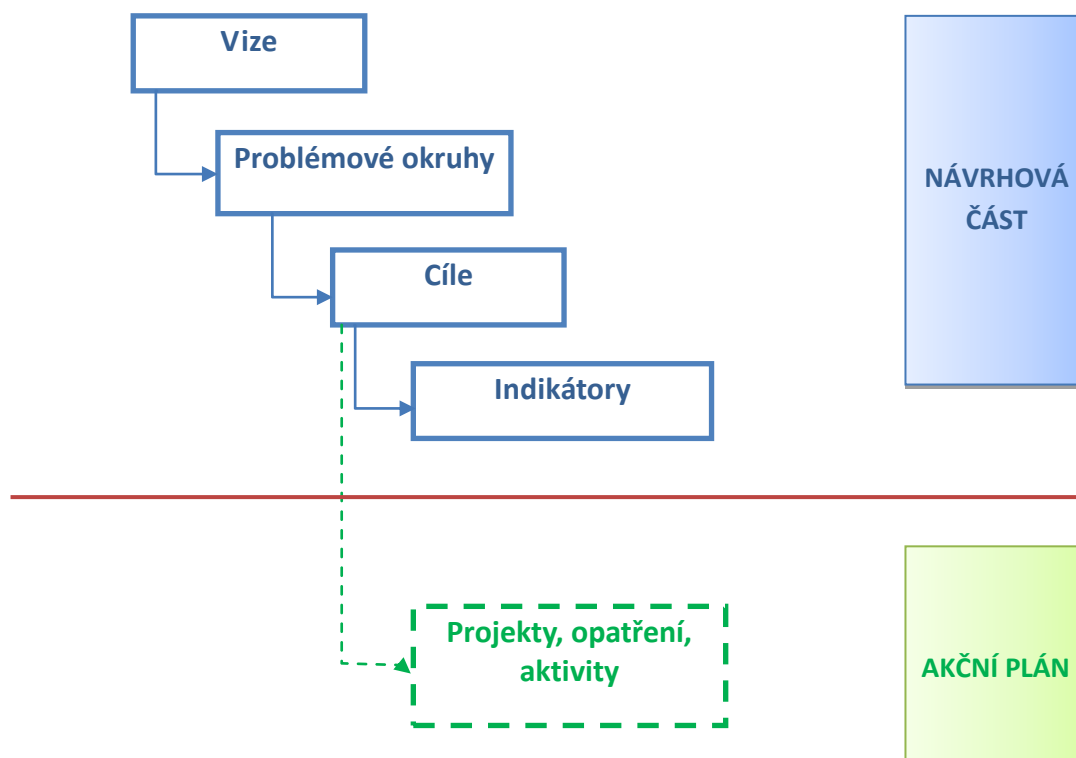 Vize
Problémové okruhy
NÁVRHOVÁ
ČÁST
Cíle
Indikátory
Projekty, opatření,
aktivity
AKČNÍ PLÁN